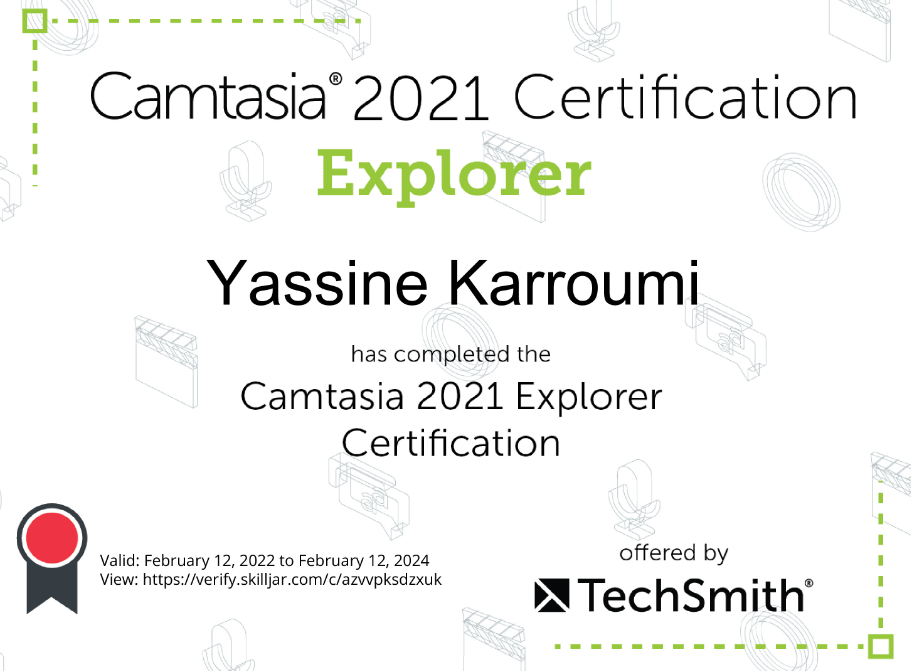 Camtasia® 2021 Certification
Explorer
Yassine Karroumi
has completed the
Camtasia 2021 Explorer
Certification
Valid: February 12, 2022 to February 12, 2024
View: https://verify.skilljar.com/c/azvvpksdzxuk
offered by
TechSmith®